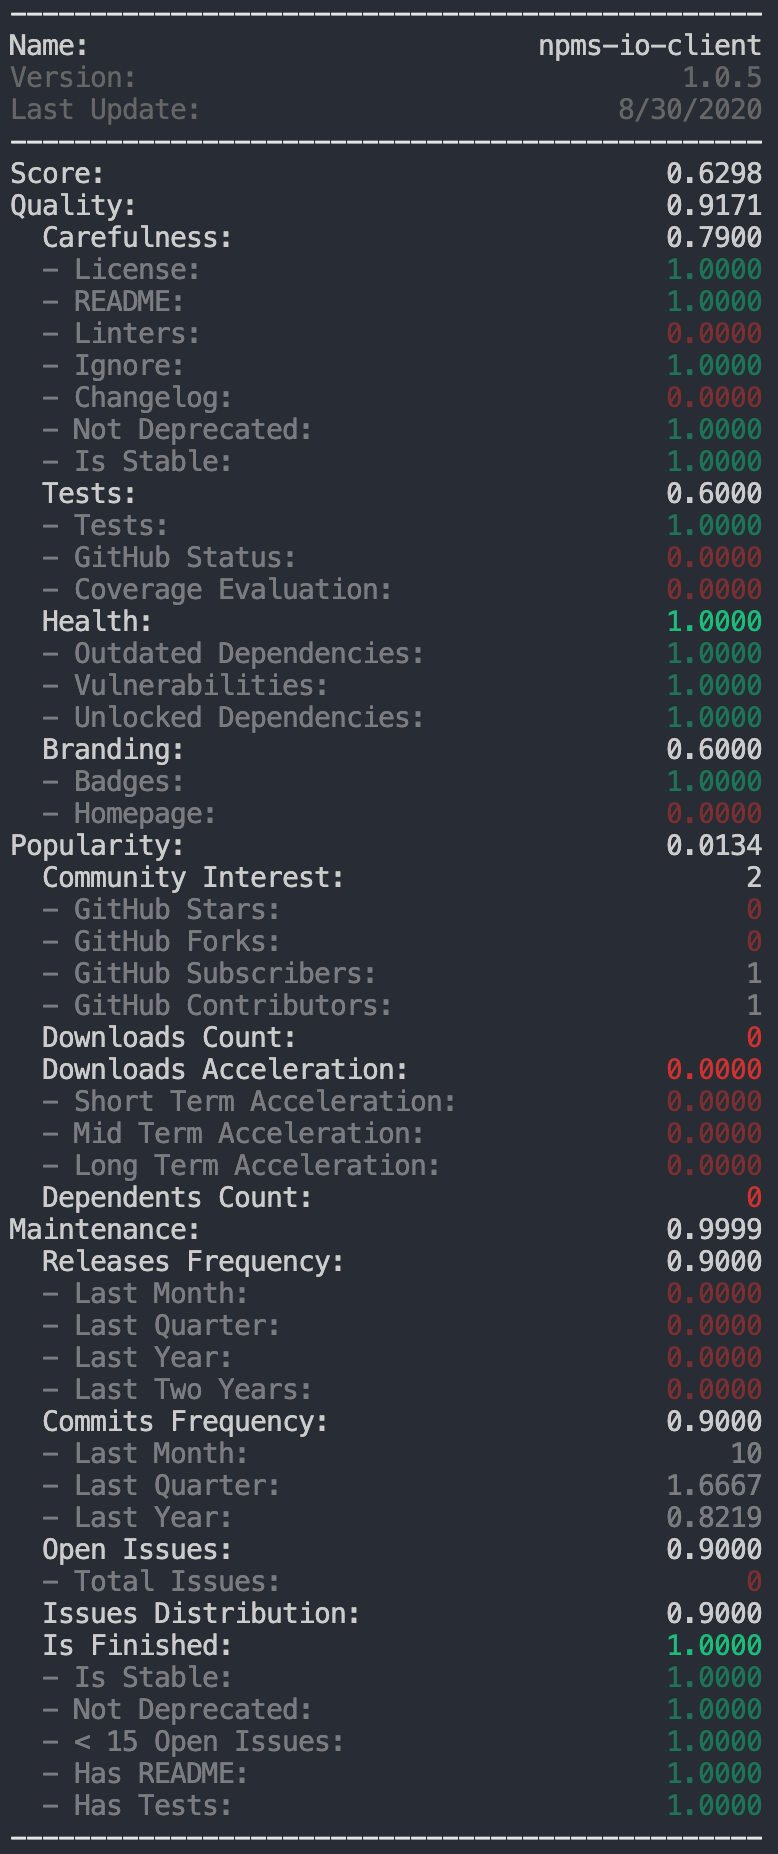 Name: npms-io-client
Version: 1.0.5
Last Update: 8/30/2020
Score: 0.6298
Quality: 0.9171
Carefulness: 0.7900
- License: 1.0000
- README: 1.0000
- Linters: 0.0000
- Ignore: 1.0000
- Changelog: 0.0000
- Not Deprecated: 1.0000
- Is Stable: 1.0000
Tests: 0.6000
- Tests: 1.0000
- GitHub Status: 0.0000
- Coverage Evaluation: 0.0000
Health: 1.0000
- Outdated Dependencies: 1.0000
- Vulnerabilities: 1.0000
- Unlocked Dependencies: 1.0000
Branding: 0.6000
- Badges: 1.0000
- Homepage: 0.0000
Popularity: 0.0134
Community Interest: 2
- GitHub Stars: 0
- GitHub Forks: 0
- GitHub Subscribers: 1
- GitHub Contributors: 1
Downloads Count: 0
Downloads Acceleration: 0.0000
- Short Term Acceleration: 0.0000
- Mid Term Acceleration: 0.0000
- Long Term Acceleration: 0.0000
Dependents Count: 0
Maintenance: 0.9999
Releases Frequency: 0.9000
- Last Month: 0.0000
- Last Quarter: 0.0000
- Last Year: 0.0000
- Last Two Years: 0.0000
Commits Frequency: 0.9000
- Last Month: 10
- Last Quarter: 1.6667
- Last Year: 0.8219
Open Issues: 0.9000
- Total Issues: 0
Issues Distribution: 0.9000
Is Finished: 1.0000
- Is Stable: 1.0000
- Not Deprecated: 1.0000
- < 15 Open Issues: 1.0000
- Has README: 1.0000
- Has Tests: 1.0000